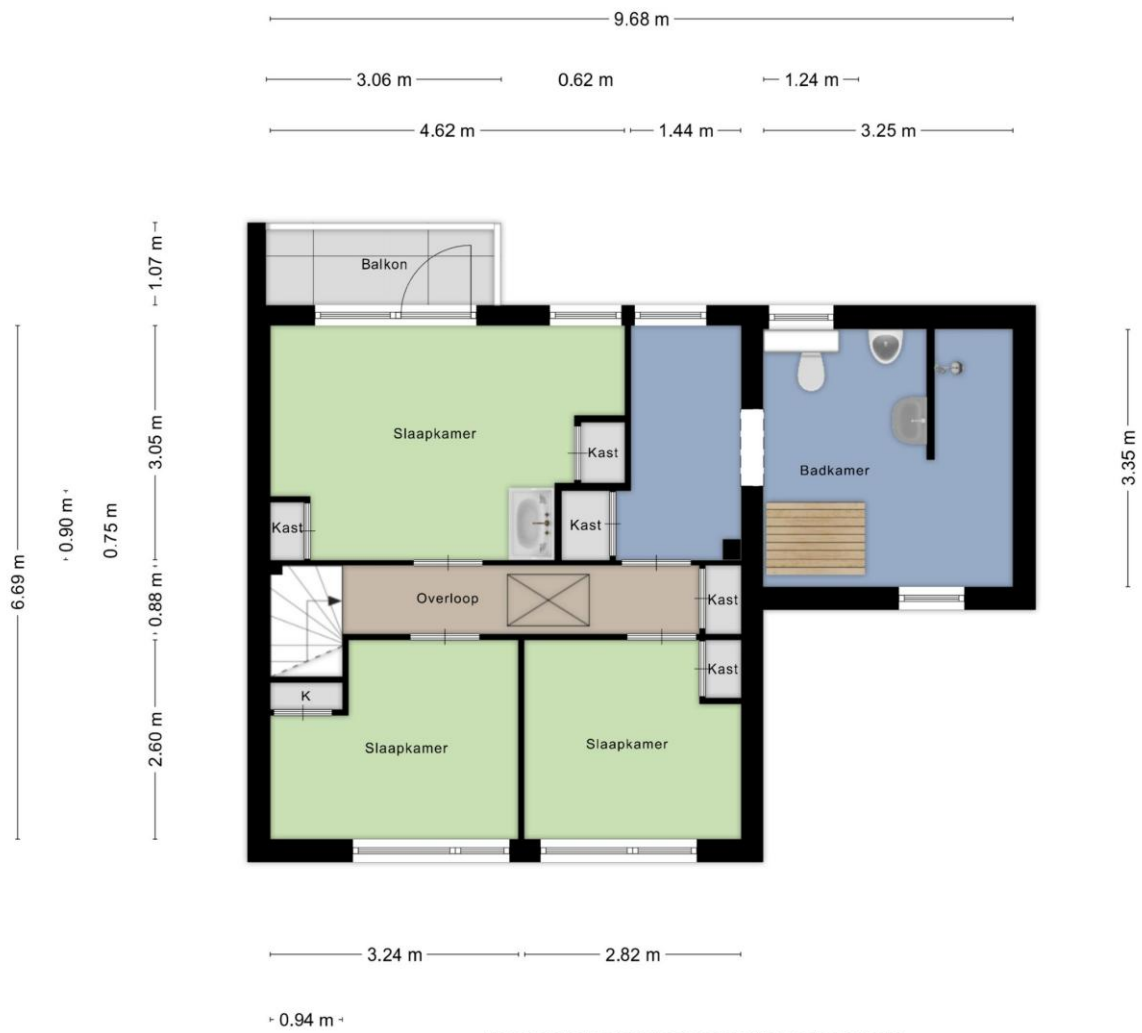 9.68 m
3.06 m
0.62 m
1.24 m
4.62 m
1.44 m
3.25 m
1.07 m
Balkon
3.05 m
Slaapkamer
Kast
3.35 m
Badkamer
0.90 m
0.75 m
Kast
Kast
6.69 m
0.88 m
Overloop
Kast
Kast
K
2.60 m
Slaapkamer
Slaapkamer
3.24 m
2.82 m
0.94 m